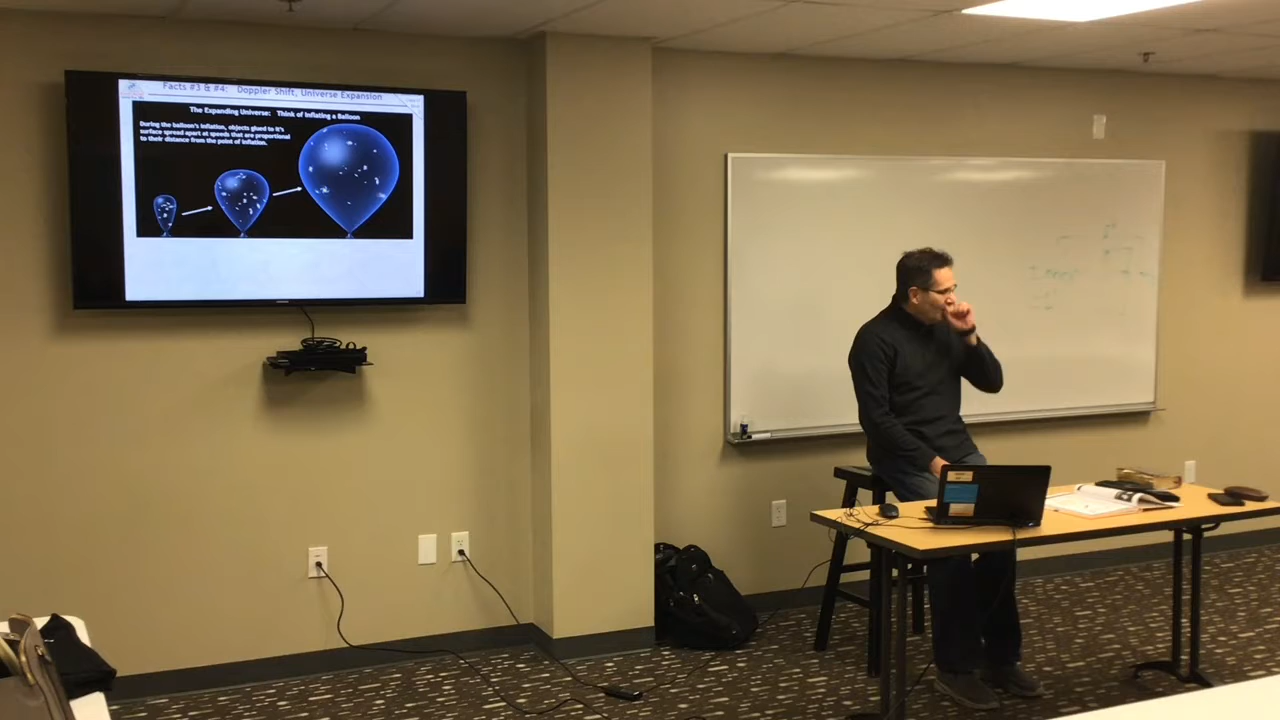 Facts #3 & #4: Doppler Shift, Universe Expansion
The Expanding Universe: Think of Inflating a Balloon
During the balloon's inflation, objects glued to it's
surface spread apart at speeds that are proportional
to their distance from the point of inflation.